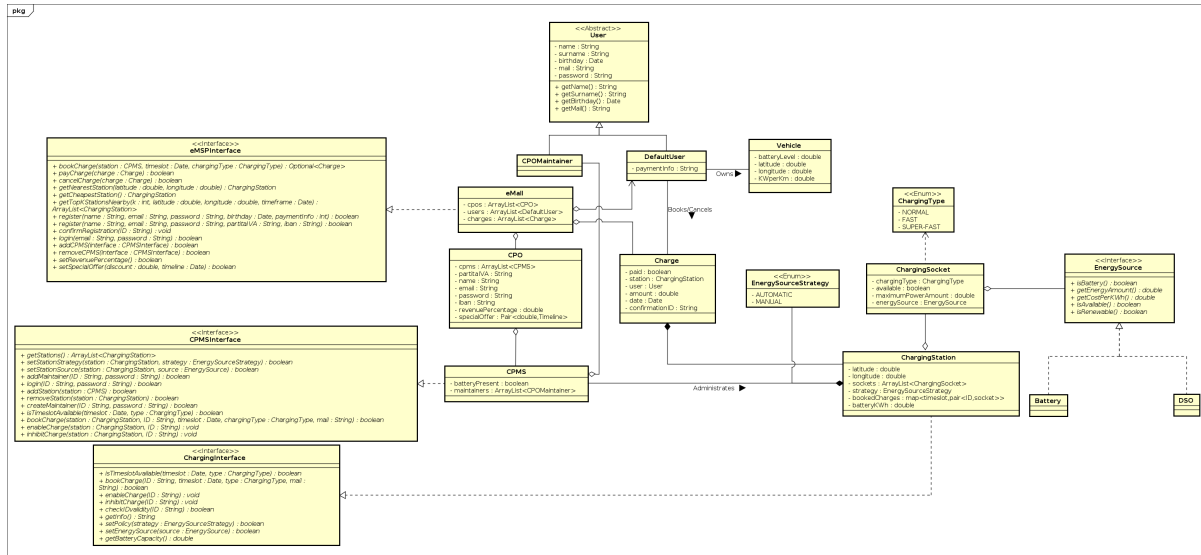 pkg
<<Abstract>>
User
- name : String
- surname : String
- birthday : Date
- mail : String
- password : String
+ getName() : String
+ getSurname() : String
+ getBirthday() : Date
+ getMail() : String
<<Interface>>
eMSPInterface
+ bookCharge(station : CPMS, timeslot : Date, chargingType : ChargingType) : Optional<Charge>
+ payCharge(charge : Charge) : boolean
+ cancelCharge(charge : Charge) : boolean
+ getNearestStation(latitude : double, longitude : double) : ChargingStation
+ getCheapestStation() : ChargingStation
+ getTopKStationsNearby(k : int, latitude : double, longitude : double, timeframe : Date) :
ArrayList<ChargingStation>
+ register(name : String, email : String, password : String, birthday : Date, paymentinfo : int) : boolean
+ register(name : String, email : String, password : String, partitaIVA : String, iban : String) : boolean
+ confirmRegistration(ID : String) : void
+ login(email : String, password : String) : boolean
+ addCPMS(interface : CPMSInterface) : boolean
+ removeCPMS(interface : CPMSInterface) : boolean
+ setRevenuePercentage() : boolean
+ setSpecialOffer(discount : double, timeline : Date) : boolean
CPOMaintainer
DefaultUser
- paymentInfo : String
Owns
Vehicle
- batteryLevel : double
- latitude : double
- longitude : double
- KWperKm : double
eMall
- cpos : ArrayList<CPO>
- users : ArrayList<DefaultUser>
- charges : ArrayList<Charge>
Books/Cancels
<<Enum>>
ChargingType
- NORMAL
- FAST
- SUPER-FAST
CPO
- cpms : ArrayList<CPMS>
- partitaIVA : String
- name : String
- email : String
- password : String
- iban : String
- revenuePercentage : double
- specialOffer : Pair<double,Timeline>
Charge
- paid : boolean
- station : ChargingStation
- user : User
- amount : double
- date : Date
- confirmationID : String
<<Enum>>
EnergySourceStrategy
- AUTOMATIC
- MANUAL
ChargingSocket
- chargingType : ChargingType
- available : boolean
- maximumPowerAmount : double
- energySource : EnergySource
<<Interface>>
EnergySource
+ isBattery() : boolean
+ getEnergyAmount() : double
+ getCostPerKWh() : double
+ isAvailable() : boolean
+ isRenewable() : boolean
<<Interface>>
CPMSInterface
+ getStations() : ArrayList<ChargingStation>
+ setStationStrategy(station : ChargingStation, strategy : EnergySourceStrategy) : boolean
+ setStationSource(station : ChargingStation, source : EnergySource) : boolean
+ addMaintainer(ID : String, password : String) : boolean
+ login(ID : String, password : String) : boolean
+ addStation(station : CPMS) : boolean
+ removeStation(station : ChargingStation) : boolean
+ createMaintainer(ID : String, password : String) : boolean
+ isTimeslotAvailable(timeslot : Date, type : ChargingType) : boolean
+ bookCharge(station : ChargingStation, ID : String, timeslot : Date, chargingType : ChargingType, mail : String) : boolean
+ enableCharge(station : ChargingStation, ID : String) : void
+ inhibitCharge(station : ChargingStation, ID : String) : void
CPMS
- batteryPresent : boolean
- maintainers : ArrayList<CPOMaintainer>
Administrates
ChargingStation
- latitude : double
- longitude : double
- sockets : ArrayList<ChargingSocket>
- strategy : EnergySourceStrategy
- bookedCharges : map<timeslot,pair<ID,socket>>
- batteryKWh : double
Battery
DSO
<<Interface>>
ChargingInterface
+ isTimeslotAvailable(timeslot : Date, type : ChargingType) : boolean
+ bookCharge(ID : String, timeslot : Date, type : ChargingType, mail :
String) : boolean
+ enableCharge(ID : String) : void
+ inhibitCharge(ID : String) : void
+ checkIDvalidity(ID : String) : boolean
+ getInfo() : String
+ setPolicy(strategy : EnergySourceStrategy) : boolean
+ setEnergySource(source : EnergySource) : boolean
+ getBatteryCapacity() : double